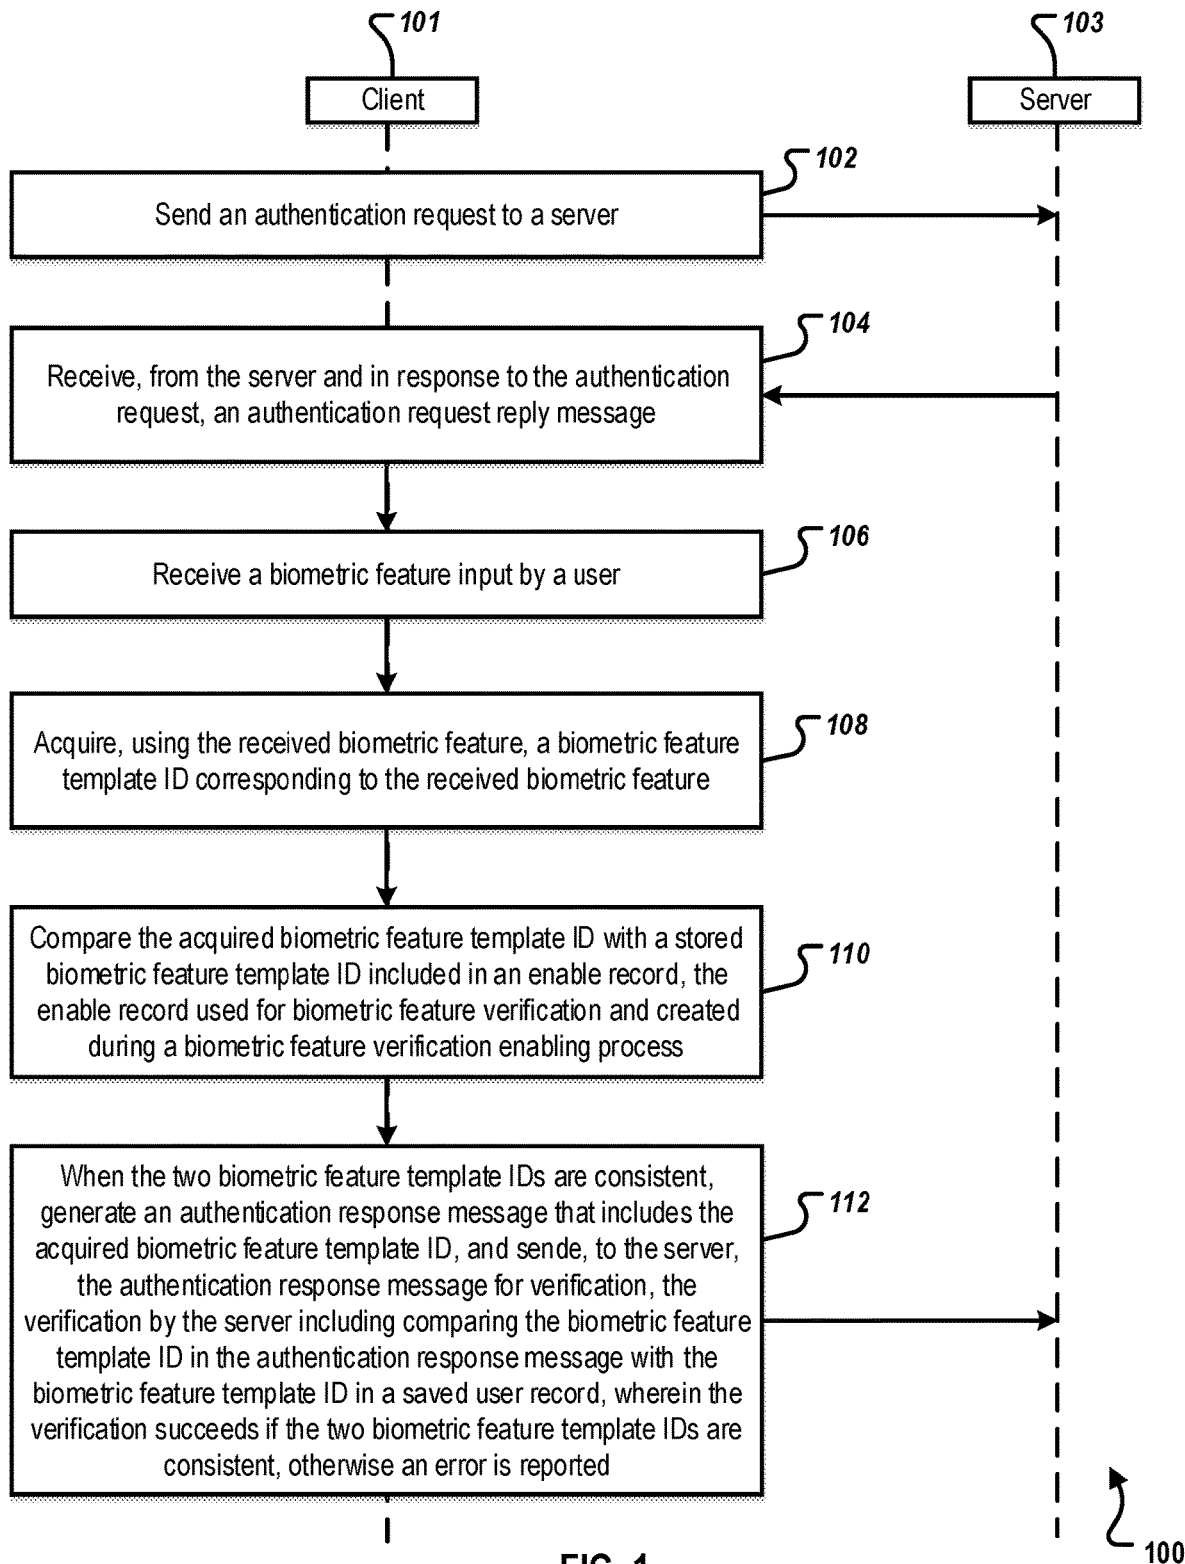 101
103
Client
Server
102
Send an authentication request to a server
104
Receive, from the server and in response to the authentication
request, an authentication request reply message
106
Receive a biometric feature input by a user
108
Acquire, using the received biometric feature, a biometric feature
template ID corresponding to the received biometric feature
110
Compare the acquired biometric feature template ID with a stored
biometric feature template ID included in an enable record, the
enable record used for biometric feature verification and created
during a biometric feature verification enabling process
112
When the two biometric feature template IDs are consistent,
generate an authentication response message that includes the
acquired biometric feature template ID, and sende, to the server,
the authentication response message for verification, the
verification by the server including comparing the biometric feature
template ID in the authentication response message with the
biometric feature template ID in a saved user record, wherein the
verification succeeds if the two biometric feature template IDs are
consistent, otherwise an error is reported
100
FIG. 1